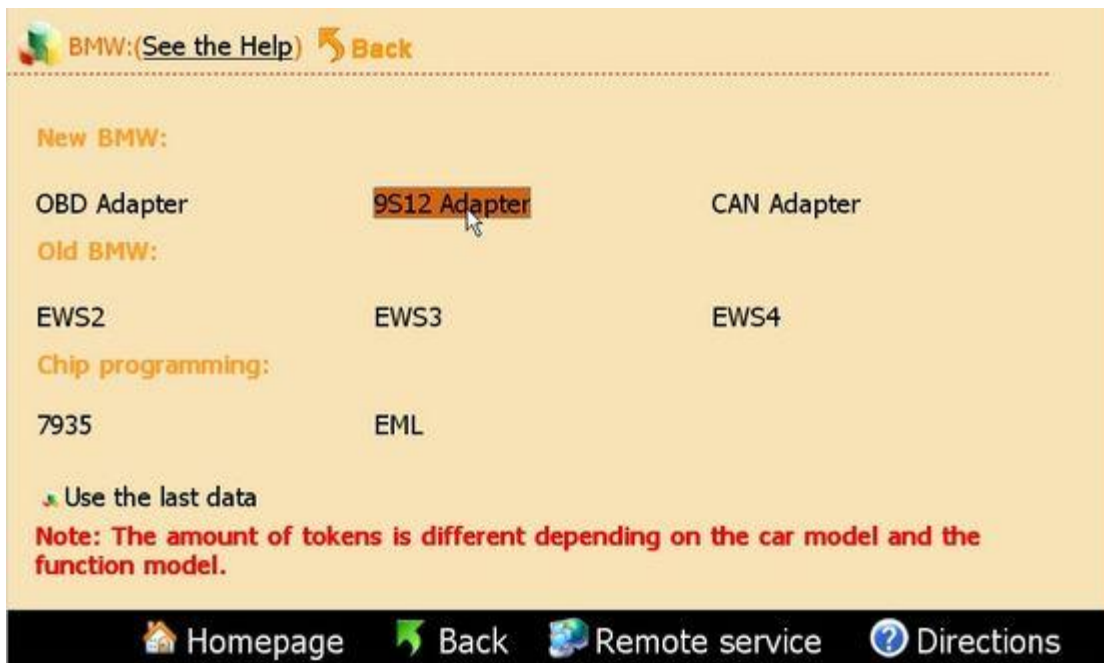 BMW:(See the Help) Back
New BMW:
OBD Adapter 9S12 Adapter CAN Adapter
Old BMW:
EWS2 EWS3 EWS4
Chip programming:
7935 EML
Use the last data
Note: The amount of tokens is different depending on the car model and the
function model.
Homepage Back Remote service Directions